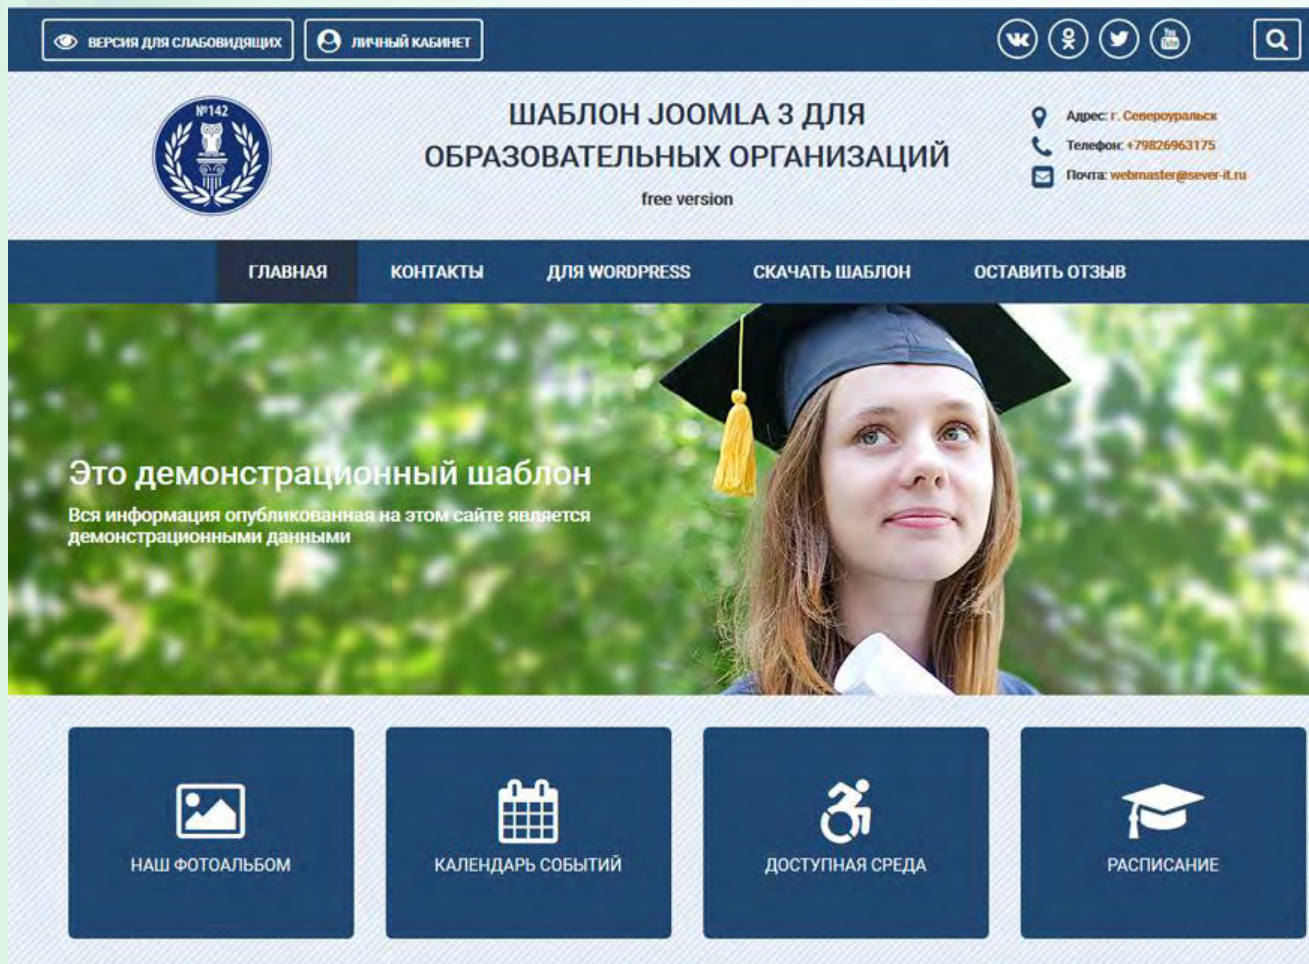 ВЕРСИЯ ДЛЯ СЛАБОВИДЯЩИХ
ЛИЧНЫЙ КАБИНЕТ
You
Tube
№142
ШАБЛОН JOOMLA 3 ДЛЯ
ОБРАЗОВАТЕЛЬНЫХ ОРГАНИЗАЦИЙ
free version
Адрес: г. Североуральск
Телефон: +79826963175
Почта: webmaster@sever-it.ru
ГЛАВНАЯ
КОНТАКТЫ
ДЛЯ WORDPRESS
СКАЧАТЬ ШАБЛОН
ОСТАВИТЬ ОТЗЫВ
Это демонстрационный шаблон
Вся информация опубликованная на этом сайте является
демонстрационными данными
НАШ ФОТОАЛЬБОМ
КАЛЕНДАРЬ СОБЫТИЙ
ДОСТУПНАЯ СРЕДА
РАСПИСАНИЕ